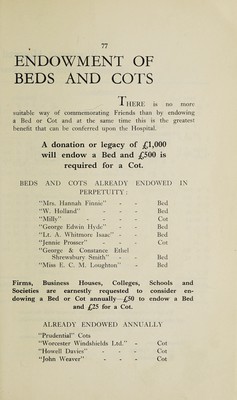 77
ENDOWMENT OF
BEDS AND COTS
THERE is no more
suitable way of commemorating Friends than by endowing
a Bed or Cot and at the same time this is the greatest
benefit that can be conferred upon the Hospital.
A donation or legacy of £1,000
will endow a Bed and £500 is
required for a Cot.
BEDS AND COTS ALREADY ENDOWED IN
PERPETUITY:
"Mrs. Hannah Finnie" - - Bed
"W. Holland" - - Bed
"Milly" - - - Cot
"George Edwin Hyde" - - Bed
"Lt. A. Whitmore Isaac" - - Bed
"Jennie Prosser" - - Cot
"George & Constance Ethel
Shrewsbury Smith" - - Bed
"Miss E. C. M. Loughton" - Bed
Firms, Business Houses, Colleges, Schools and
Societies are earnestly requested to consider en-
dowing a Bed or Cot annually—£50 to endow a Bed
and £25 for a Cot.
ALREADY ENDOWED ANNUALLY
"Prudential" Cots
"Worcester Windshields Ltd." - Cot
"Howell Davies" - - Cot
"John Weaver" - - Cot